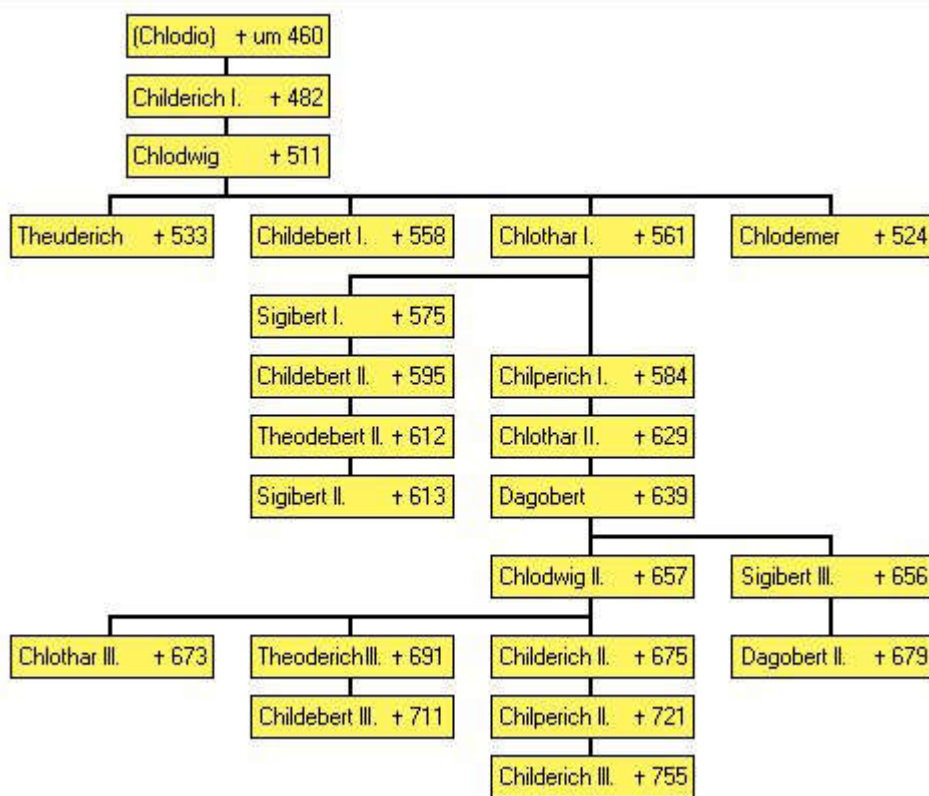 (Chlodio) † um 460
Childerich I. † 482
Chlodwig † 511
Theuderich † 533
Childebert I. † 558
Chlothar I. † 561
Chlodemer † 524
Sigibert I. † 575
Childebert II. † 595
Chilperich I. † 584
Theodebert II. † 612
Chlothar II. † 629
Sigibert II. † 613
Dagobert † 639
Chlodwig II. † 657
Sigibert III. † 656
Chlothar III. † 673
Theoderich III. † 691
Childerich II. † 675
Dagobert II. † 679
Childebert III. † 711
Chilperich II. † 721
Childerich III. † 755